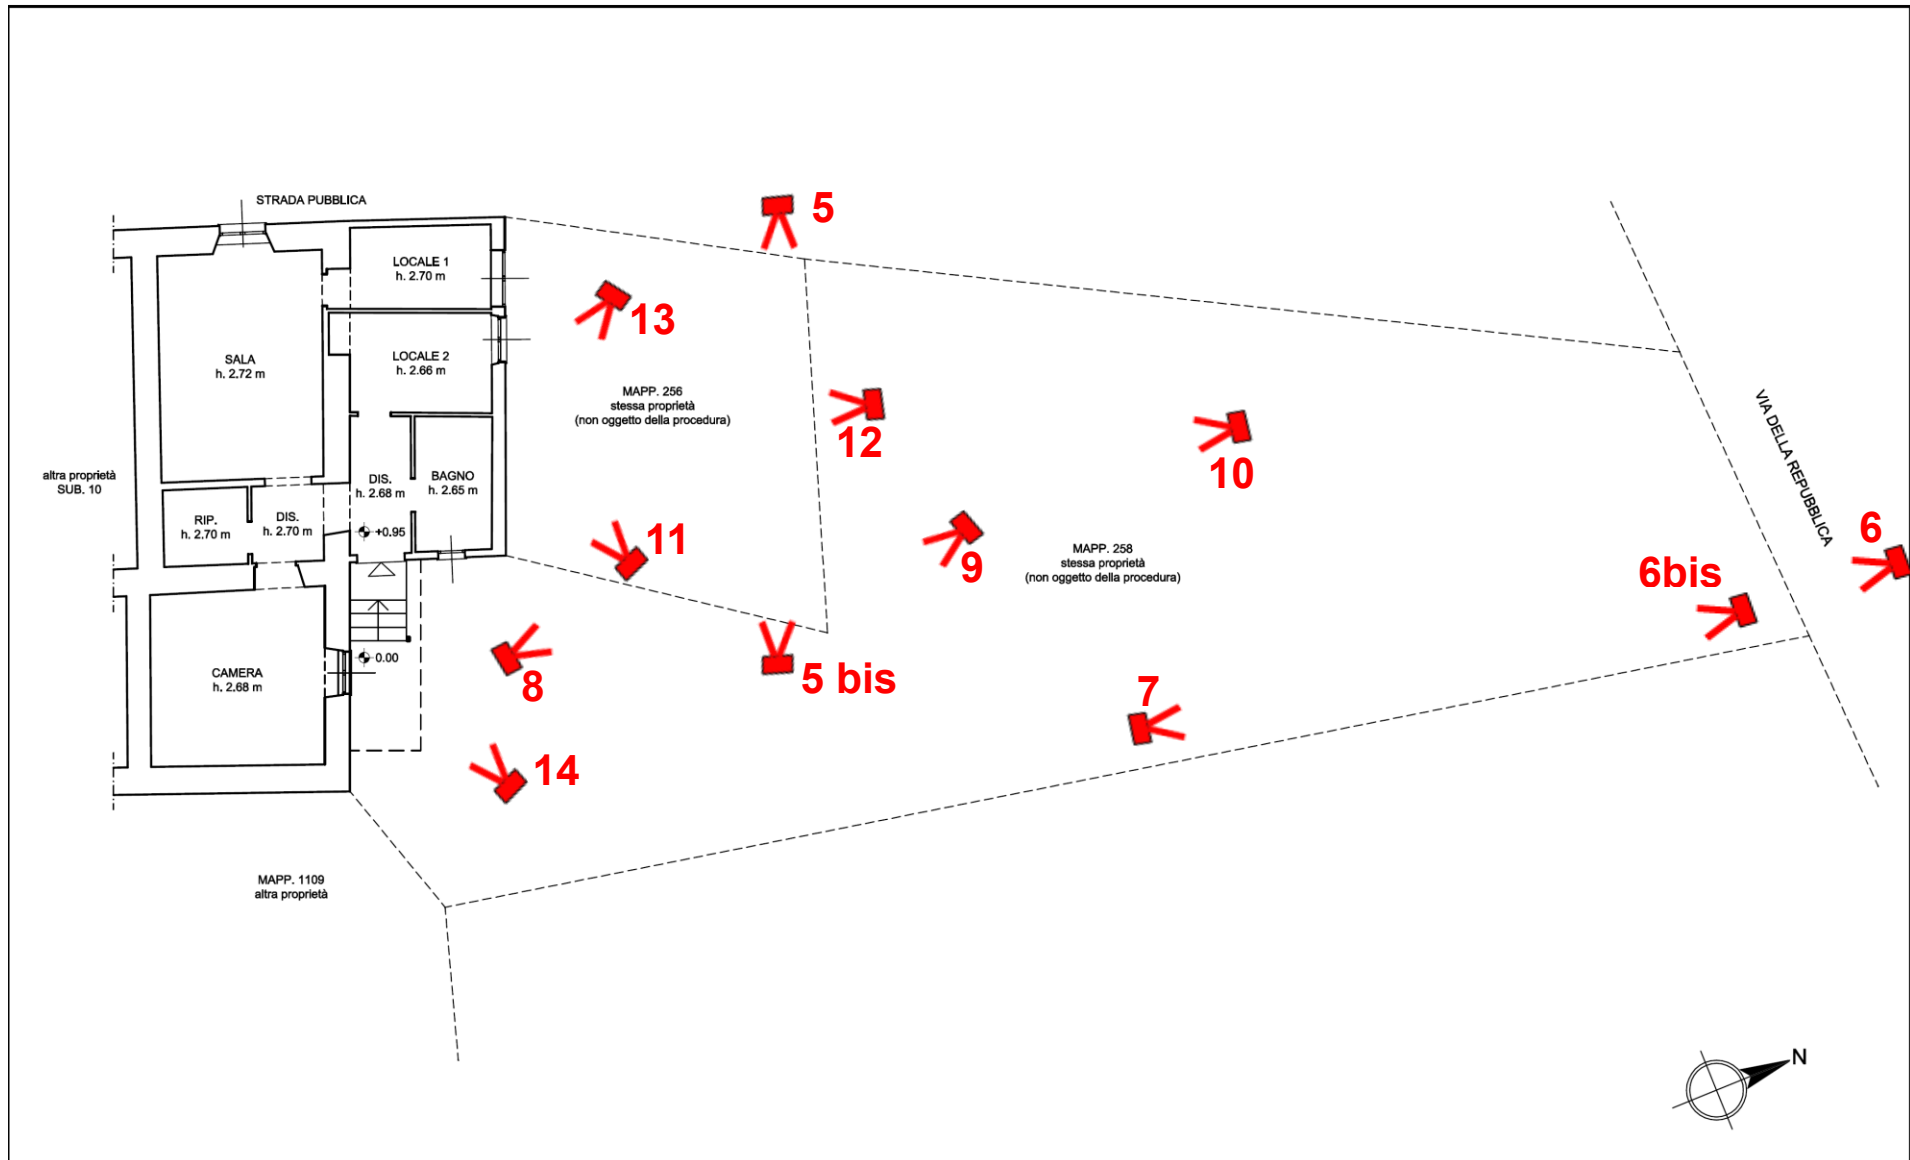 STRADA PUBBLICA
5
LOCALE 1
h. 2.70 m
13
SALA
h. 2.72 m
LOCALE 2
h. 2.66 m
MAPP. 256
stessa proprietà
(non oggetto della procedura)
12
10
VIA DELLA REPUBBLICA
altra proprietà
SUB. 10
DIS.
h. 2.68 m
BAGNO
h. 2.65 m
RIP.
h. 2.70 m
DIS.
h. 2.70 m
+0.95
11
9
MAPP. 258
stessa proprietà
(non oggetto della procedura)
6
6bis
0.00
CAMERA
h. 2.68 m
8
5 bis
7
14
MAPP. 1109
altra proprietà
N